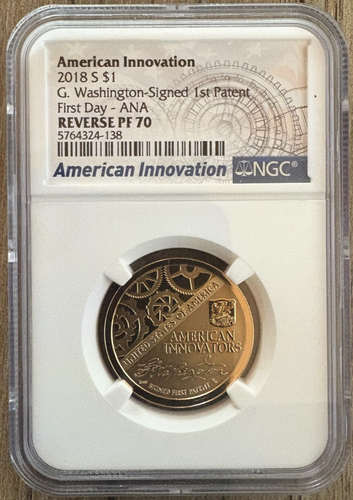 American Innovation
2018 S $1
G. Washington-Signed 1st Patent
First Day - ANA
REVERSE PF 70
5764324-138
American Innovation NGC®
UNITED STATES OF AMERICA
AMERICAN
INNOVATORS
SIGNED FIRST PATENT